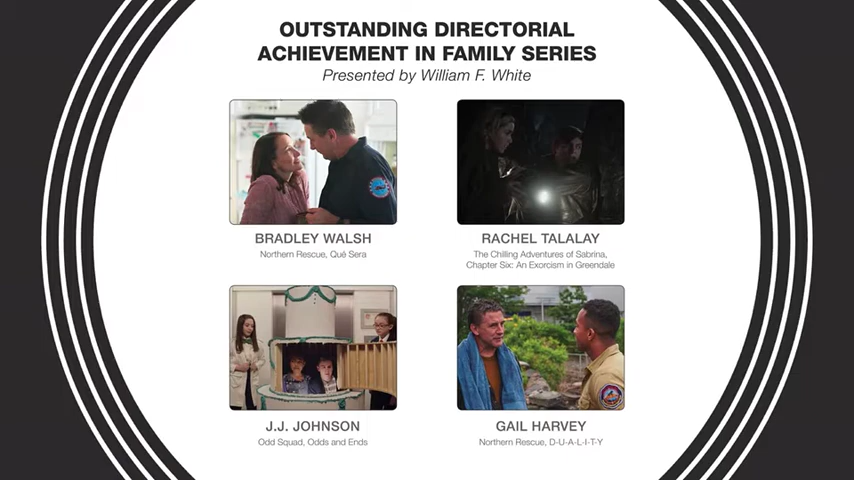 OUTSTANDING DIRECTORIAL
ACHIEVEMENT IN FAMILY SERIES
Presented by William F. White
BRADLEY WALSH
Northern Rescue, Qué Sera
RACHEL TALALAY
The Chilling Adventures of Sabrina,
Chapter Six: An Exorcism in Greendale
J.J. JOHNSON
Odd Squad, Odds and Ends
GAIL HARVEY
Northern Rescue, D-U-A-L-I-T-Y